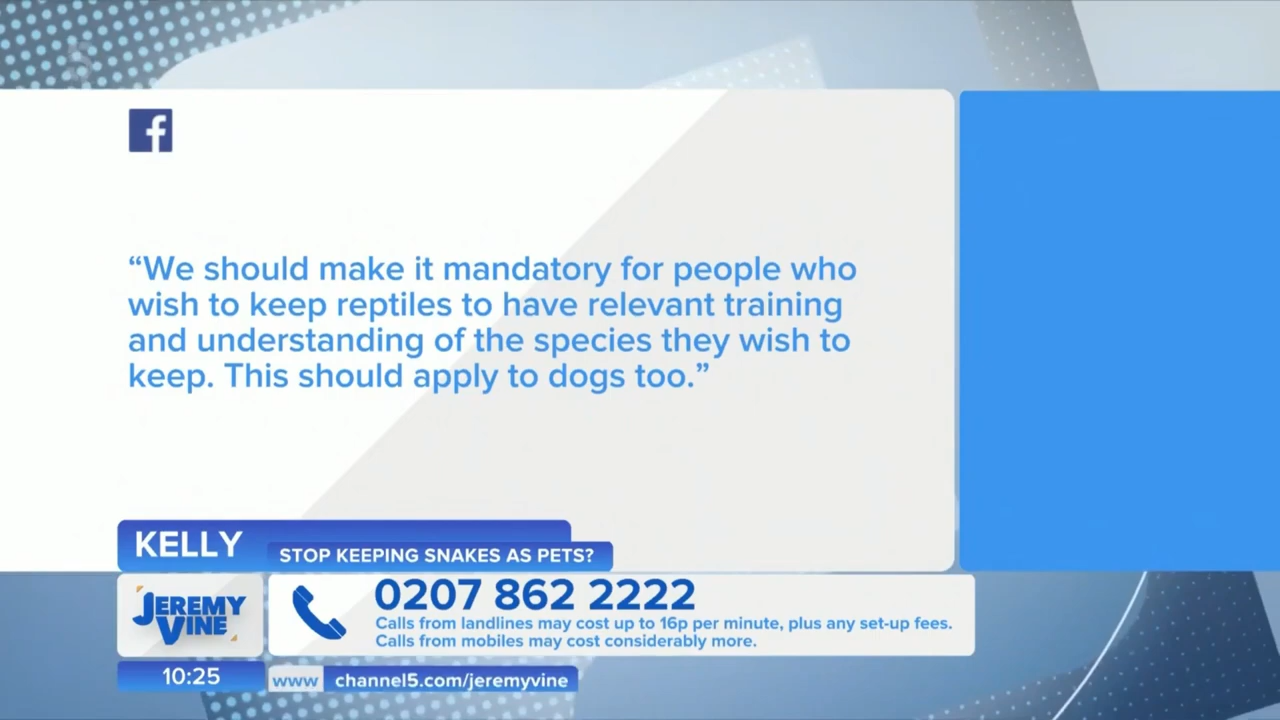 f
“We should make it mandatory for people who
wish to keep reptiles to have relevant training
and understanding of the species they wish to
keep. This should apply to dogs too.”
KELLY
STOP KEEPING SNAKES AS PETS?
JEREMY
VINE
0207 862 2222
Calls from landlines may cost up to 16p per minute, plus any set-up fees.
Calls from mobiles may cost considerably more.
10:25
www
channel5.com/jeremyvine